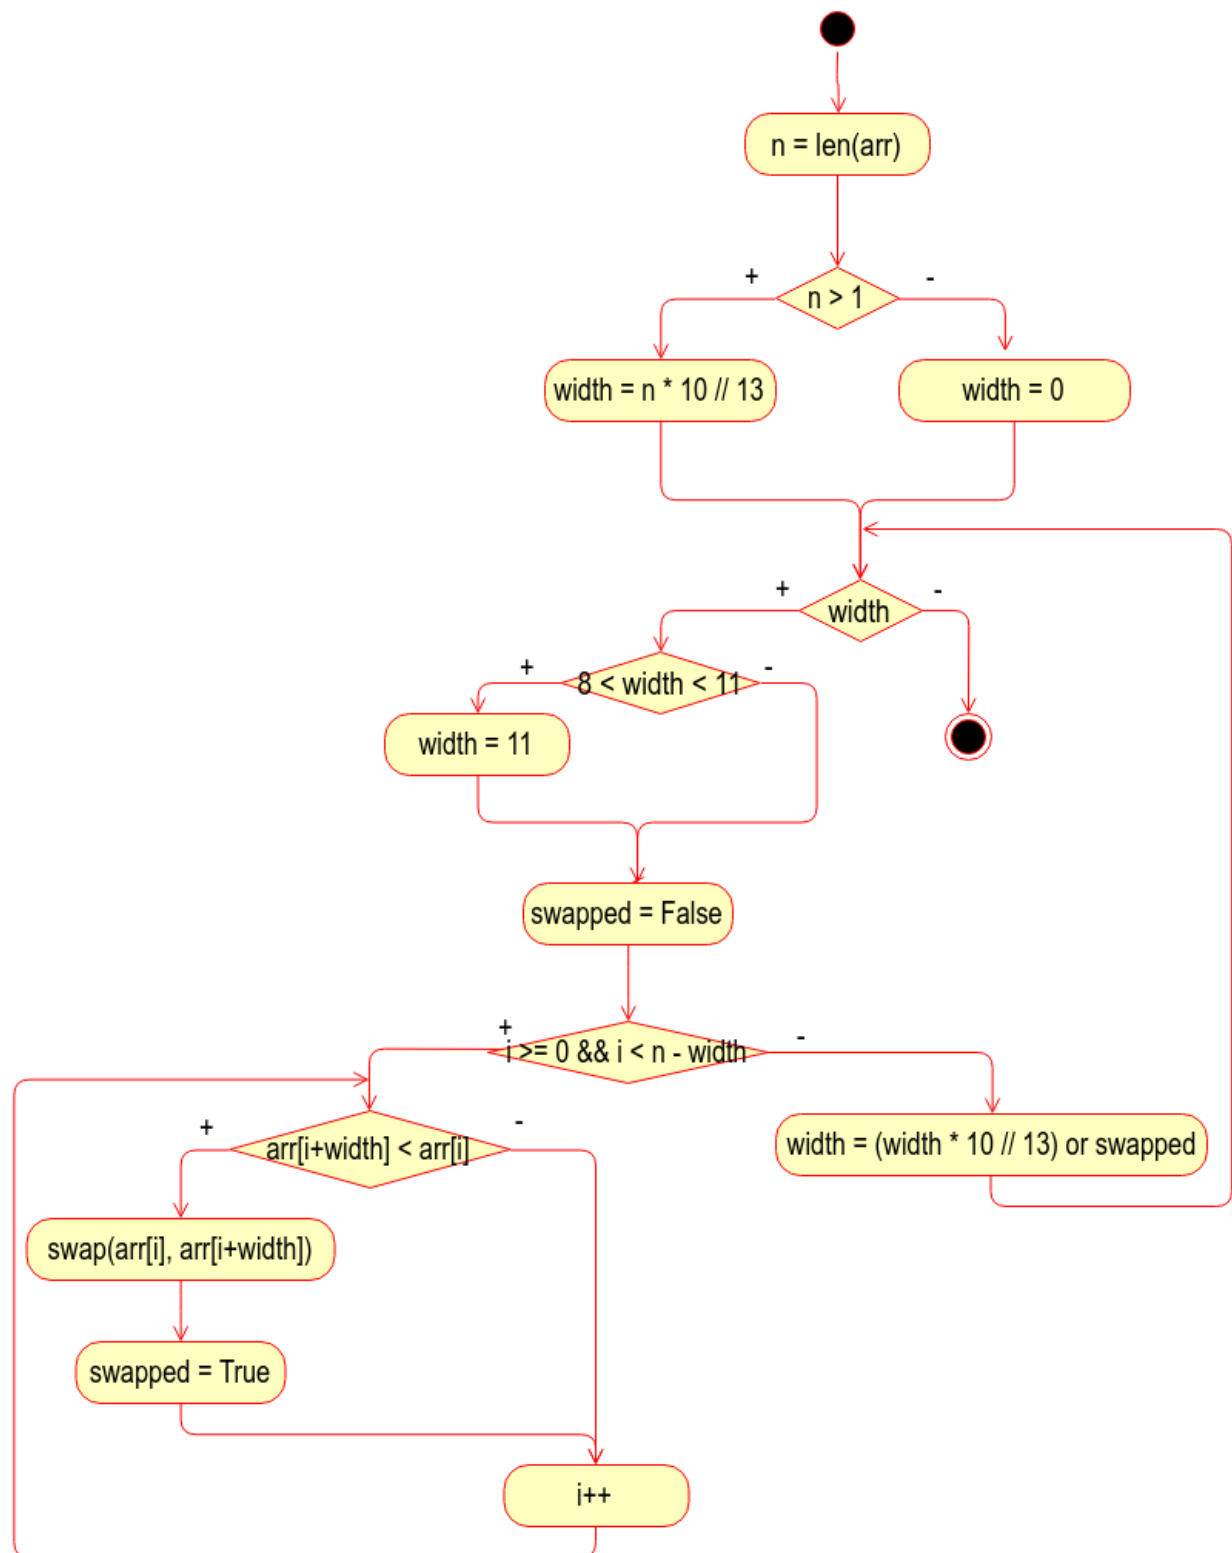 n = len(arr)
+
-
n > 1
width = n * 10 // 13
width = 0
+
-
width
+
-
8 < width < 11
width = 11
swapped = False
+
-
i >= 0 && i < n - width
+
-
arr[i+width] < arr[i]
width = (width * 10 // 13) or swapped
swap(arr[i], arr[i+width])
swapped = True
i++